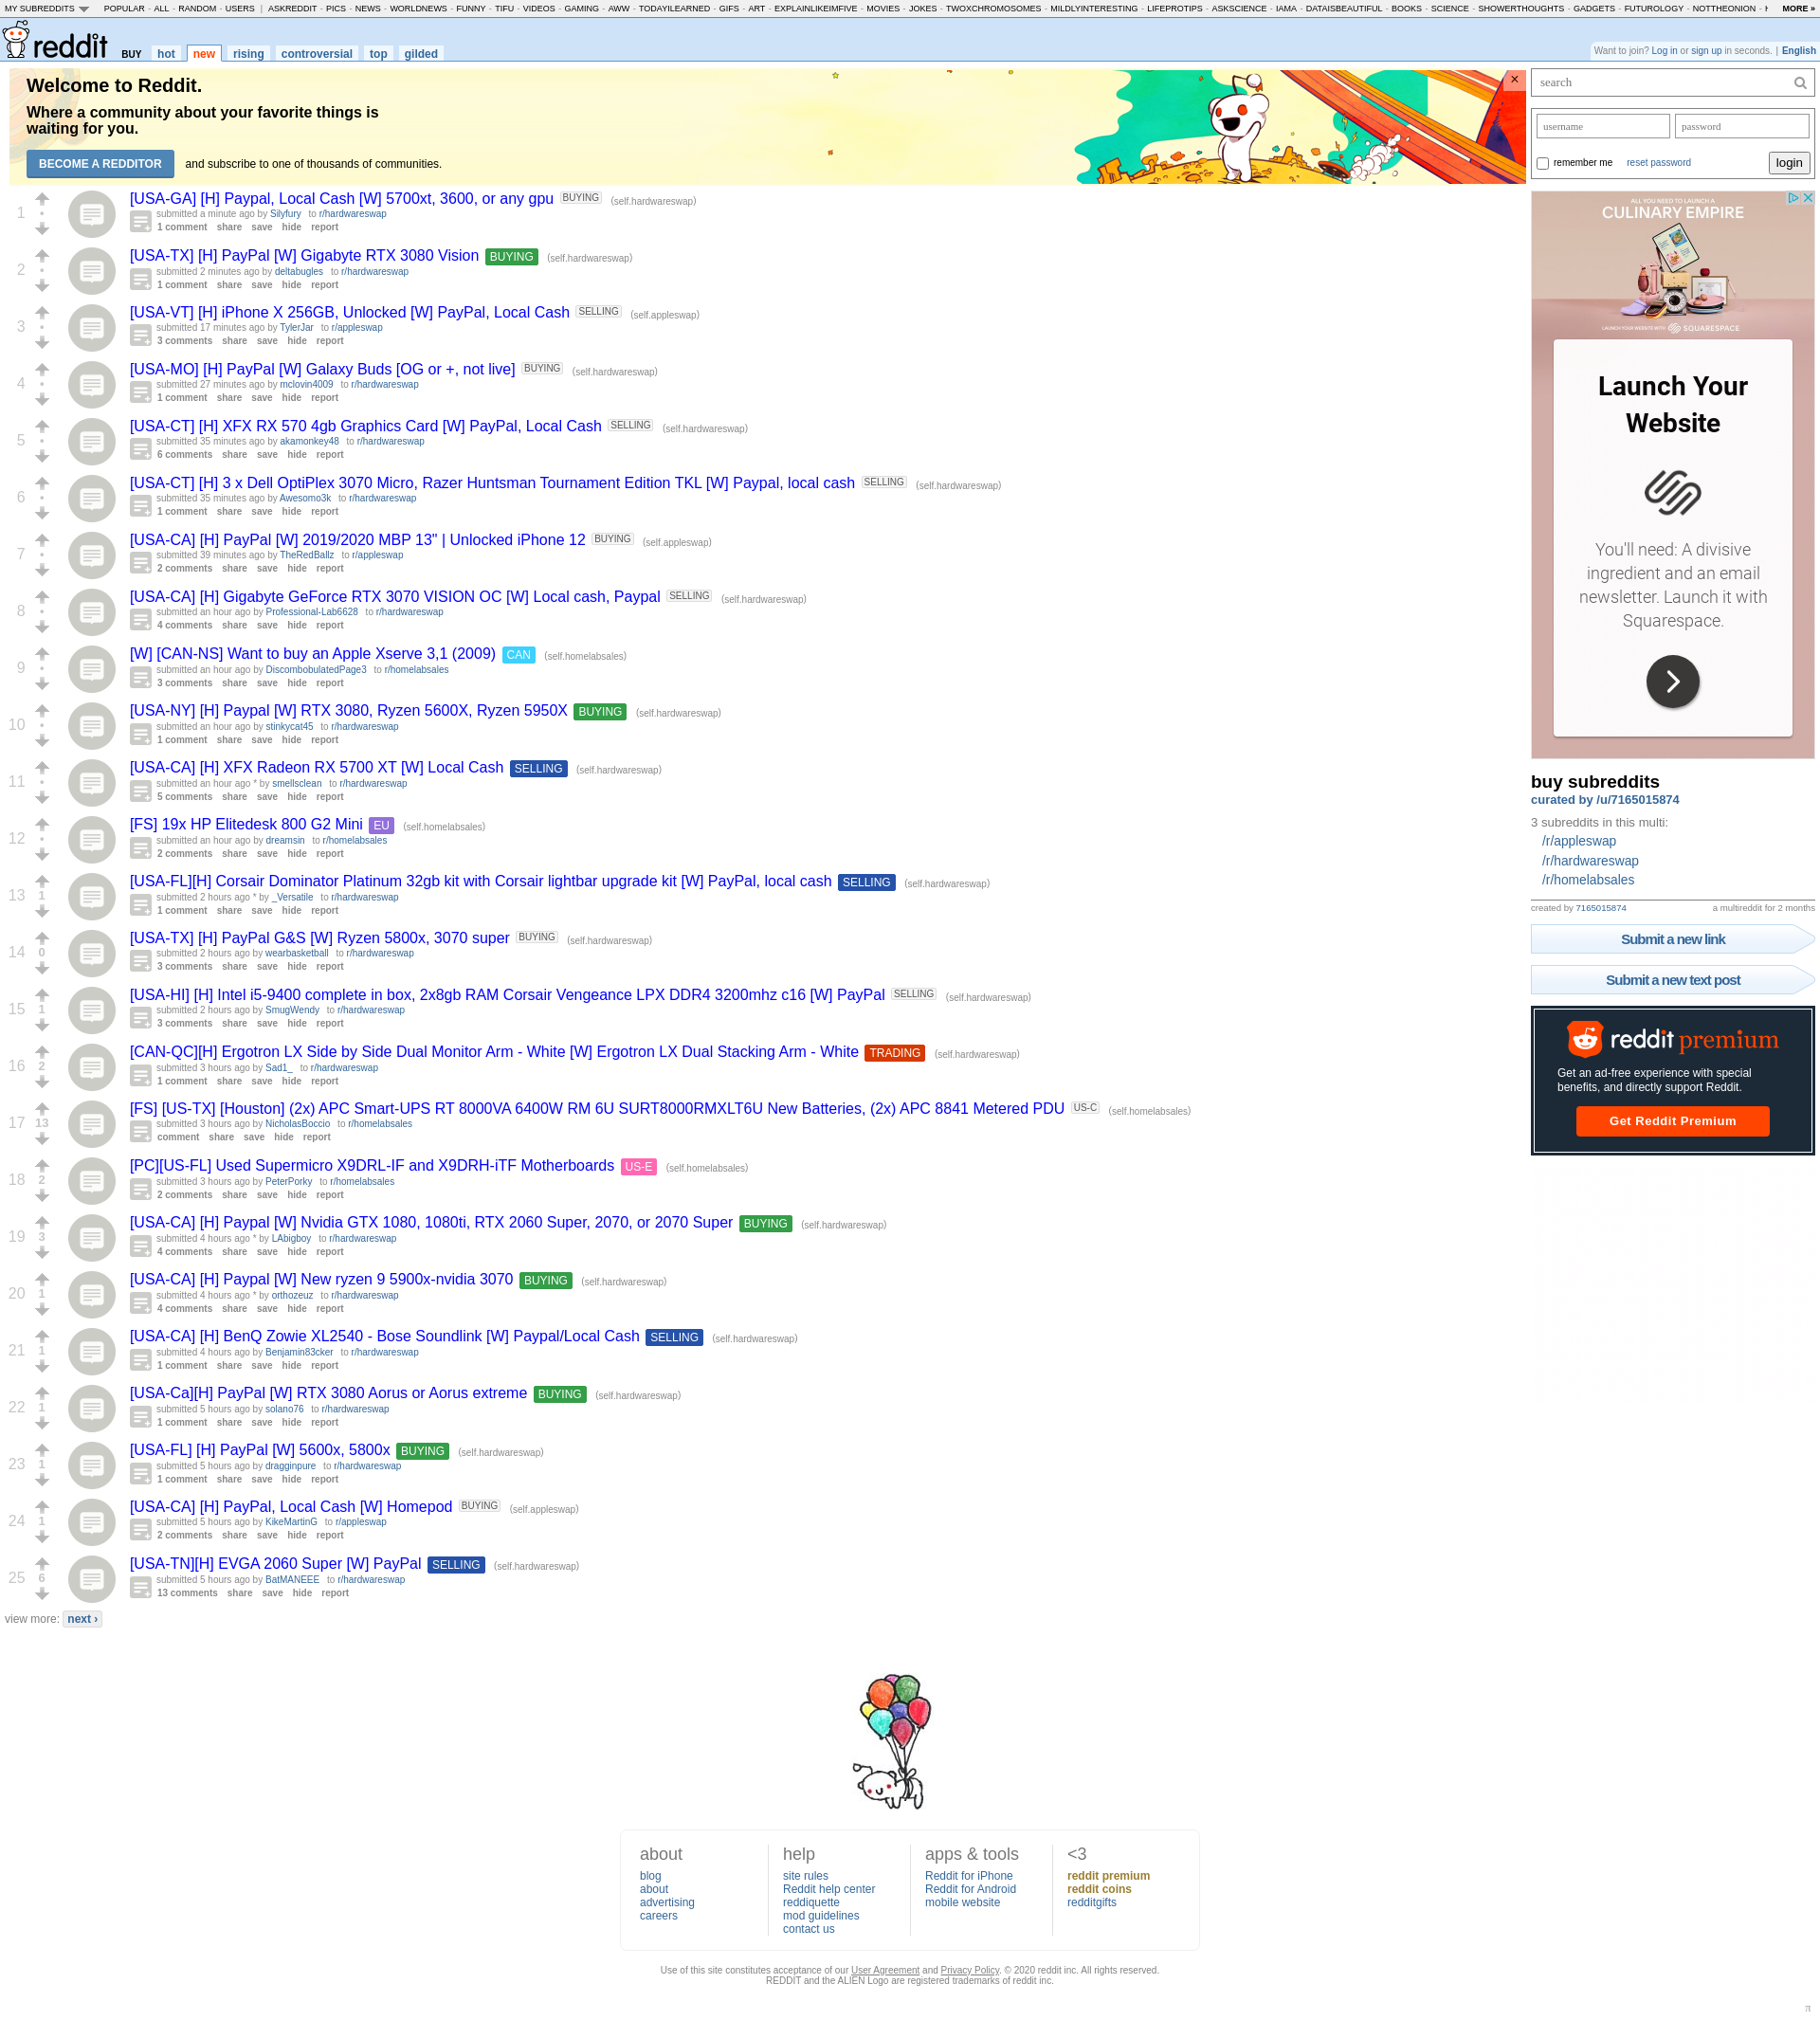 MY SUBREDDITS POPULAR - ALL - RANDOM - USERS | ASKREDDIT - PICS - NEWS - WORLDNEWS - FUNNY - TIFU - VIDEOS - GAMING - AWW - TODAYILEARNED - GIFS - ART - EXPLAINLIKEIMFIVE - MOVIES - JOKES - TWOXCHROMOSOMES - MILDLYINTERESTING - LIFEPROTIPS - ASKSCIENCE - IAMA - DATAISBEAUTIFUL - BOOKS - SCIENCE - SHOWERTHOUGHTS - GADGETS - FUTUROLOGY - NOTTHEONION - MORE »
reddit BUY hot new rising controversial top gilded
Want to join? Log in or sign up in seconds. | English
Welcome to Reddit.
Where a community about your favorite things is
waiting for you.
BECOME A REDDITOR and subscribe to one of thousands of communities.
1
[USA-GA] [H] Paypal, Local Cash [W] 5700xt, 3600, or any gpu BUYING (self.hardwareswap)
submitted a minute ago by Silyfury to r/hardwareswap
1 comment share save hide report
2
[USA-TX] [H] PayPal [W] Gigabyte RTX 3080 Vision BUYING (self.hardwareswap)
submitted 2 minutes ago by deltabugles to r/hardwareswap
1 comment share save hide report
3
[USA-VT] [H] iPhone X 256GB, Unlocked [W] PayPal, Local Cash SELLING (self.appleswap)
submitted 17 minutes ago by TylerJar to r/appleswap
3 comments share save hide report
4
[USA-MO] [H] PayPal [W] Galaxy Buds [OG or +, not live] BUYING (self.hardwareswap)
submitted 27 minutes ago by mclovin4009 to r/hardwareswap
1 comment share save hide report
5
[USA-CT] [H] XFX RX 570 4gb Graphics Card [W] PayPal, Local Cash SELLING (self.hardwareswap)
submitted 35 minutes ago by akamonkey48 to r/hardwareswap
6 comments share save hide report
6
[USA-CT] [H] 3 x Dell OptiPlex 3070 Micro, Razer Huntsman Tournament Edition TKL [W] Paypal, local cash SELLING (self.hardwareswap)
submitted 35 minutes ago by Awesomo3k to r/hardwareswap
1 comment share save hide report
7
[USA-CA] [H] PayPal [W] 2019/2020 MBP 13" | Unlocked iPhone 12 BUYING (self.appleswap)
submitted 39 minutes ago by TheRedBallz to r/appleswap
2 comments share save hide report
8
[USA-CA] [H] Gigabyte GeForce RTX 3070 VISION OC [W] Local cash, Paypal SELLING (self.hardwareswap)
submitted an hour ago by Professional-Lab6628 to r/hardwareswap
4 comments share save hide report
9
[W] [CAN-NS] Want to buy an Apple Xserve 3,1 (2009) CAN (self.homelabsales)
submitted an hour ago by DiscombobulatedPage3 to r/homelabsales
3 comments share save hide report
10
[USA-NY] [H] Paypal [W] RTX 3080, Ryzen 5600X, Ryzen 5950X BUYING (self.hardwareswap)
submitted an hour ago by stinkycat45 to r/hardwareswap
1 comment share save hide report
11
[USA-CA] [H] XFX Radeon RX 5700 XT [W] Local Cash SELLING (self.hardwareswap)
submitted an hour ago * by smellsclean to r/hardwareswap
5 comments share save hide report
12
[FS] 19x HP Elitedesk 800 G2 Mini EU (self.homelabsales)
submitted an hour ago by dreamsin to r/homelabsales
2 comments share save hide report
13 1
[USA-FL][H] Corsair Dominator Platinum 32gb kit with Corsair lightbar upgrade kit [W] PayPal, local cash SELLING (self.hardwareswap)
submitted 2 hours ago * by _Versatile to r/hardwareswap
1 comment share save hide report
14 0
[USA-TX] [H] PayPal G&S [W] Ryzen 5800x, 3070 super BUYING (self.hardwareswap)
submitted 2 hours ago by wearbasketball to r/hardwareswap
3 comments share save hide report
15 1
[USA-HI] [H] Intel i5-9400 complete in box, 2x8gb RAM Corsair Vengeance LPX DDR4 3200mhz c16 [W] PayPal SELLING (self.hardwareswap)
submitted 2 hours ago by SmugWendy to r/hardwareswap
3 comments share save hide report
16 2
[CAN-QC][H] Ergotron LX Side by Side Dual Monitor Arm - White [W] Ergotron LX Dual Stacking Arm - White TRADING (self.hardwareswap)
submitted 3 hours ago by Sad1_ to r/hardwareswap
1 comment share save hide report
17 13
[FS] [US-TX] [Houston] (2x) APC Smart-UPS RT 8000VA 6400W RM 6U SURT8000RMXLT6U New Batteries, (2x) APC 8841 Metered PDU US-C (self.homelabsales)
submitted 3 hours ago by NicholasBoccio to r/homelabsales
comment share save hide report
18 2
[PC][US-FL] Used Supermicro X9DRL-IF and X9DRH-iTF Motherboards US-E (self.homelabsales)
submitted 3 hours ago by PeterPorky to r/homelabsales
2 comments share save hide report
19 3
[USA-CA] [H] Paypal [W] Nvidia GTX 1080, 1080ti, RTX 2060 Super, 2070, or 2070 Super BUYING (self.hardwareswap)
submitted 4 hours ago * by LAbigboy to r/hardwareswap
4 comments share save hide report
20 1
[USA-CA] [H] Paypal [W] New ryzen 9 5900x-nvidia 3070 BUYING (self.hardwareswap)
submitted 4 hours ago * by orthozeuz to r/hardwareswap
4 comments share save hide report
21 1
[USA-CA] [H] BenQ Zowie XL2540 - Bose Soundlink [W] Paypal/Local Cash SELLING (self.hardwareswap)
submitted 4 hours ago by Benjamin83cker to r/hardwareswap
1 comment share save hide report
22 1
[USA-Ca][H] PayPal [W] RTX 3080 Aorus or Aorus extreme BUYING (self.hardwareswap)
submitted 5 hours ago by solano76 to r/hardwareswap
1 comment share save hide report
23 1
[USA-FL] [H] PayPal [W] 5600x, 5800x BUYING (self.hardwareswap)
submitted 5 hours ago by dragginpure to r/hardwareswap
1 comment share save hide report
24 1
[USA-CA] [H] PayPal, Local Cash [W] Homepod BUYING (self.appleswap)
submitted 5 hours ago by KikeMartinG to r/appleswap
2 comments share save hide report
25 6
[USA-TN][H] EVGA 2060 Super [W] PayPal SELLING (self.hardwareswap)
submitted 5 hours ago by BatMANEEE to r/hardwareswap
13 comments share save hide report
view more: next ›
search
username password
remember me reset password login
ALL YOU NEED TO LAUNCH A
CULINARY EMPIRE
LAUNCH YOUR WEBSITE WITH SQUARESPACE
Launch Your
Website
You'll need: A divisive
ingredient and an email
newsletter. Launch it with
Squarespace.
buy subreddits
curated by /u/7165015874
3 subreddits in this multi:
/r/appleswap
/r/hardwareswap
/r/homelabsales
created by 7165015874 a multireddit for 2 months
Submit a new link
Submit a new text post
reddit premium
Get an ad-free experience with special
benefits, and directly support Reddit.
Get Reddit Premium
about
blog
about
advertising
careers
help
site rules
Reddit help center
reddiquette
mod guidelines
contact us
apps & tools
Reddit for iPhone
Reddit for Android
mobile website
<3
reddit premium
reddit coins
redditgifts
Use of this site constitutes acceptance of our User Agreement and Privacy Policy. © 2020 reddit inc. All rights reserved.
REDDIT and the ALIEN Logo are registered trademarks of reddit inc.
π